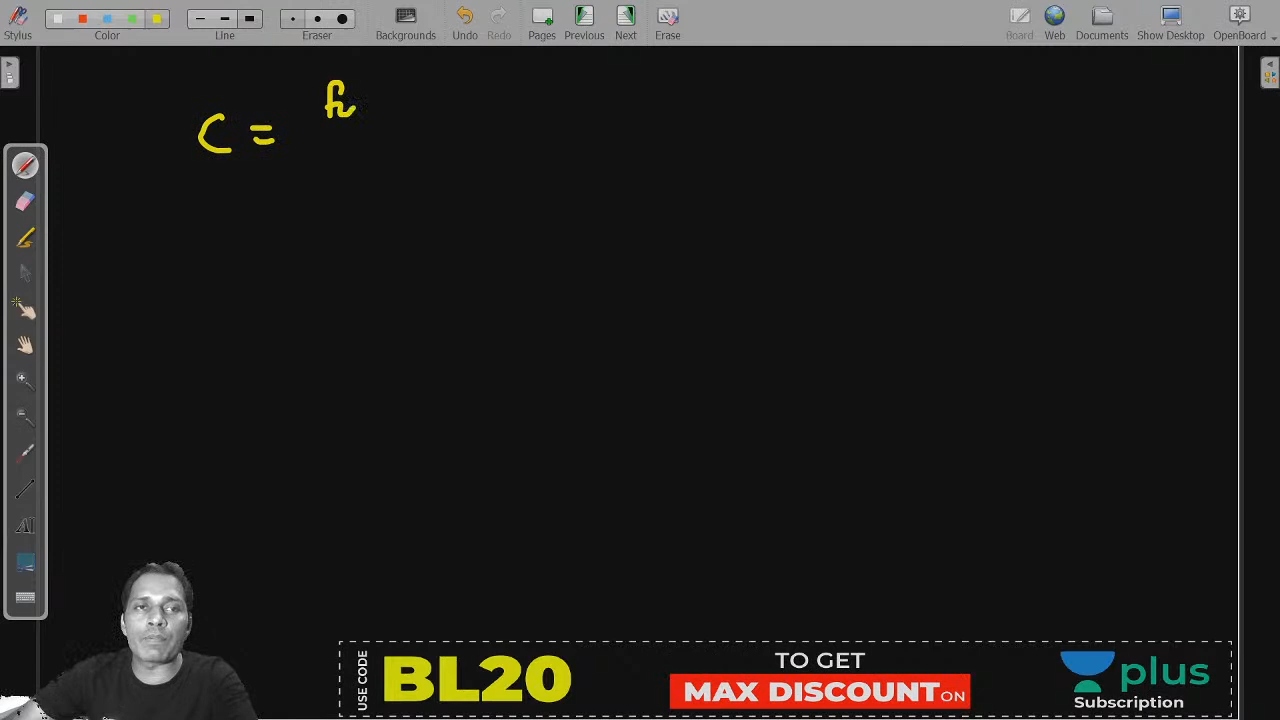 Stylus
Color
Line
Eraser
Backgrounds
Undo
Redo
Pages
Previous
Next
Erase
Board
Web
Documents
Show Desktop
OpenBoard
C =
AI
USE CODE
BL20
TO GET
MAX DISCOUNT ON
plus
Subscription